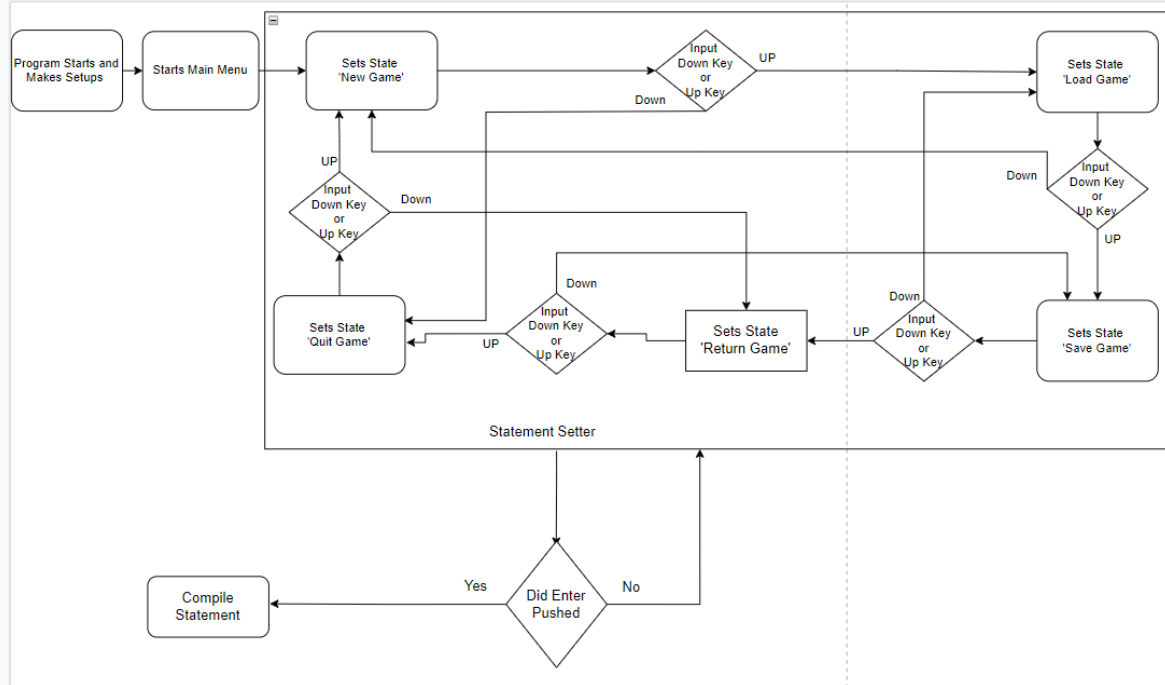 Program Starts and
Makes Setups
Starts Main Menu
Sets State
'New Game'
Input
Down Key
or
Up Key
UP
Down
Sets State
'Load Game'
Input
Down Key
or
Up Key
Down
UP
UP
Input
Down Key
or
Up Key
Down
Sets State
'Quit Game'
Input
Down Key
or
Up Key
Down
UP
Sets State
'Return Game'
UP
Down
Input
Down Key
or
Up Key
Sets State
'Save Game'
Statement Setter
Did Enter
Pushed
Yes
No
Compile
Statement